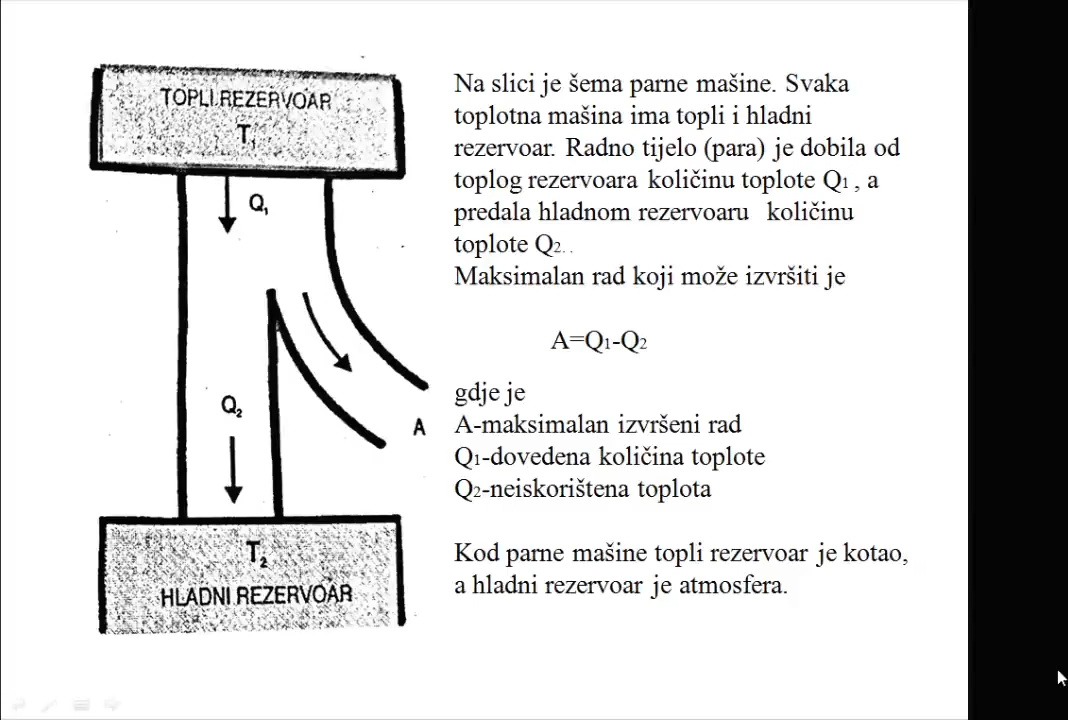 TOPLI REZERVOAR
T₁
Q₁
Q₂
A
T₂
HLADNI REZERVOAR
Na slici je šema parne mašine. Svaka
toplotna mašina ima topli i hladni
rezervoar. Radno tijelo (para) je dobila od
toplog rezervoara količinu toplote Q₁ , a
predala hladnom rezervoaru količinu
toplote Q₂. .
Maksimalan rad koji može izvršiti je
A=Q₁-Q₂
gdje je
A-maksimalan izvršeni rad
Q₁-dovedena količina toplote
Q₂-neiskorištena toplota
Kod parne mašine topli rezervoar je kotao,
a hladni rezervoar je atmosfera.